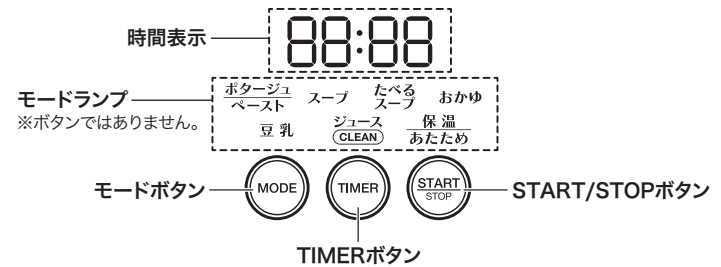 時間表示
88:88
モードランプ
※ボタンではありません。
ポタージュ
ペースト
スープ
たべる
スープ
おかゆ
豆乳
ジュース
CLEAN
保温
あたため
モードボタン
MODE
TIMER
START
STOP
START/STOPボタン
TIMERボタン